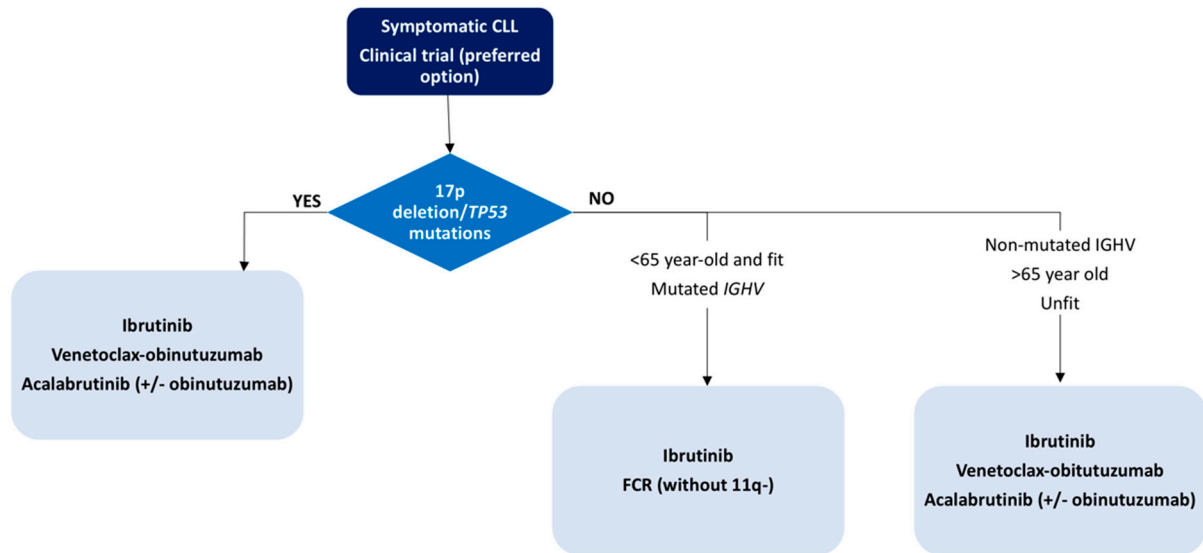 Symptomatic CLL
Clinical trial (preferred
option)
17p
deletion/TP53
mutations
YES
NO
<65 year-old and fit
Mutated IGHV
Non-mutated IGHV
>65 year old
Unfit
Ibrutinib
Venetoclax-obinutuzumab
Acalabrutinib (+/- obinutuzumab)
Ibrutinib
FCR (without 11q-)
Ibrutinib
Venetoclax-obitutuzumab
Acalabrutinib (+/- obinutuzumab)